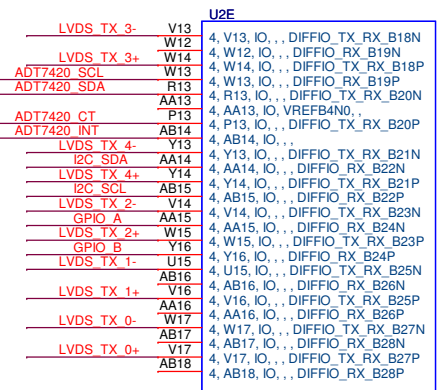 U2E
LVDS_TX_3- V13 4, V13, IO, , , DIFFIO_TX_RX_B18N
W12 4, W12, IO, , , DIFFIO_RX_B19N
LVDS_TX_3+ W14 4, W14, IO, , , DIFFIO_TX_RX_B18P
ADT7420_SCL W13 4, W13, IO, , , DIFFIO_RX_B19P
ADT7420_SDA R13 4, R13, IO, , , DIFFIO_TX_RX_B20N
AA13 4, AA13, IO, VREFB4N0, ,
ADT7420_CT P13 4, P13, IO, , , DIFFIO_TX_RX_B20P
ADT7420_INT AB14 4, AB14, IO, , ,
LVDS_TX_4- Y13 4, Y13, IO, , , DIFFIO_TX_RX_B21N
I2C_SDA AA14 4, AA14, IO, , , DIFFIO_RX_B22N
LVDS_TX_4+ Y14 4, Y14, IO, , , DIFFIO_TX_RX_B21P
I2C_SCL AB15 4, AB15, IO, , , DIFFIO_RX_B22P
LVDS_TX_2- V14 4, V14, IO, , , DIFFIO_TX_RX_B23N
GPIO_A AA15 4, AA15, IO, , , DIFFIO_RX_B24N
LVDS_TX_2+ W15 4, W15, IO, , , DIFFIO_TX_RX_B23P
GPIO_B Y16 4, Y16, IO, , , DIFFIO_RX_B24P
LVDS_TX_1- U15 4, U15, IO, , , DIFFIO_TX_RX_B25N
AB16 4, AB16, IO, , , DIFFIO_RX_B26N
LVDS_TX_1+ V16 4, V16, IO, , , DIFFIO_TX_RX_B25P
AA16 4, AA16, IO, , , DIFFIO_RX_B26P
LVDS_TX_0- W17 4, W17, IO, , , DIFFIO_TX_RX_B27N
AB17 4, AB17, IO, , , DIFFIO_RX_B28N
LVDS_TX_0+ V17 4, V17, IO, , , DIFFIO_TX_RX_B27P
AB18 4, AB18, IO, , , DIFFIO_RX_B28P